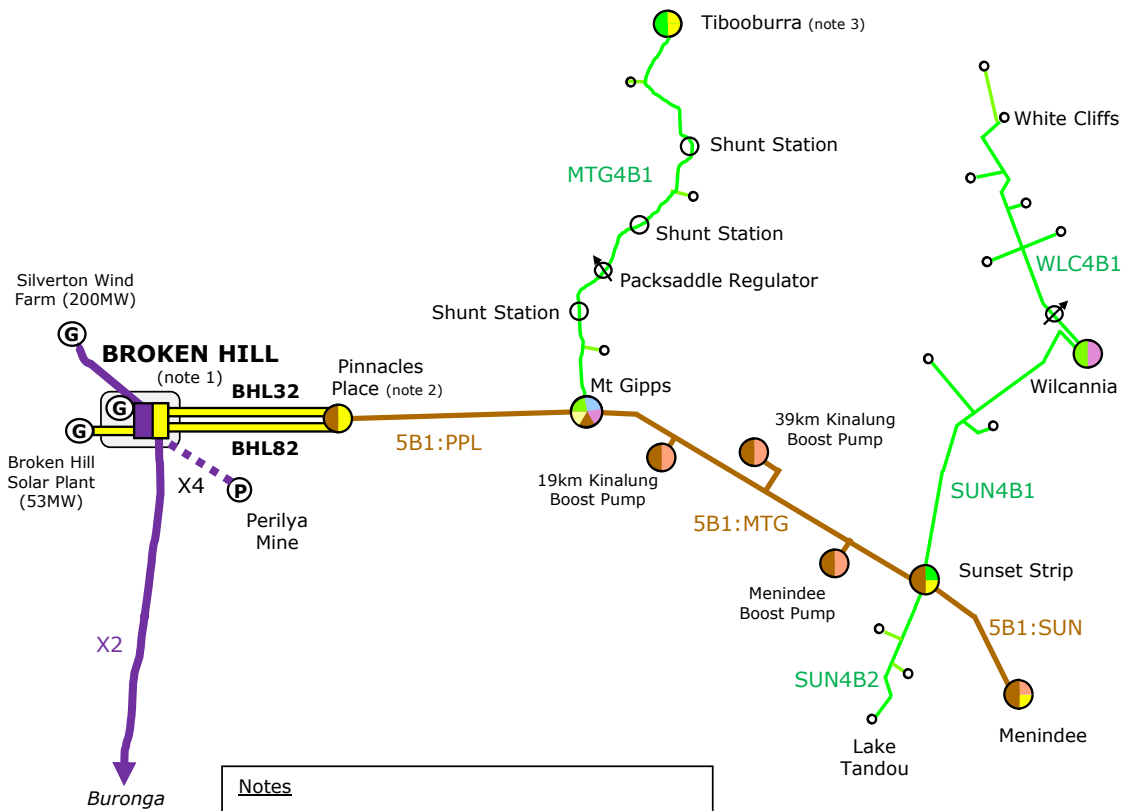 Tibooburra (note 3)
White Cliffs
Shunt Station
MTG4B1
Shunt Station
WLC4B1
Silverton Wind
Farm (200MW)
Packsaddle Regulator
Shunt Station
G
BROKEN HILL
(note 1)
Pinnacles
Place (note 2)
Mt Gipps
Wilcannia
BHL32
G
G
BHL82
5B1:PPL
39km Kinalung
Boost Pump
Broken Hill
Solar Plant
(53MW)
X4
P
Perilya
Mine
19km Kinalung
Boost Pump
SUN4B1
5B1:MTG
Sunset Strip
Menindee
Boost Pump
5B1:SUN
X2
SUN4B2
Menindee
Lake
Tandou
Buronga
Notes